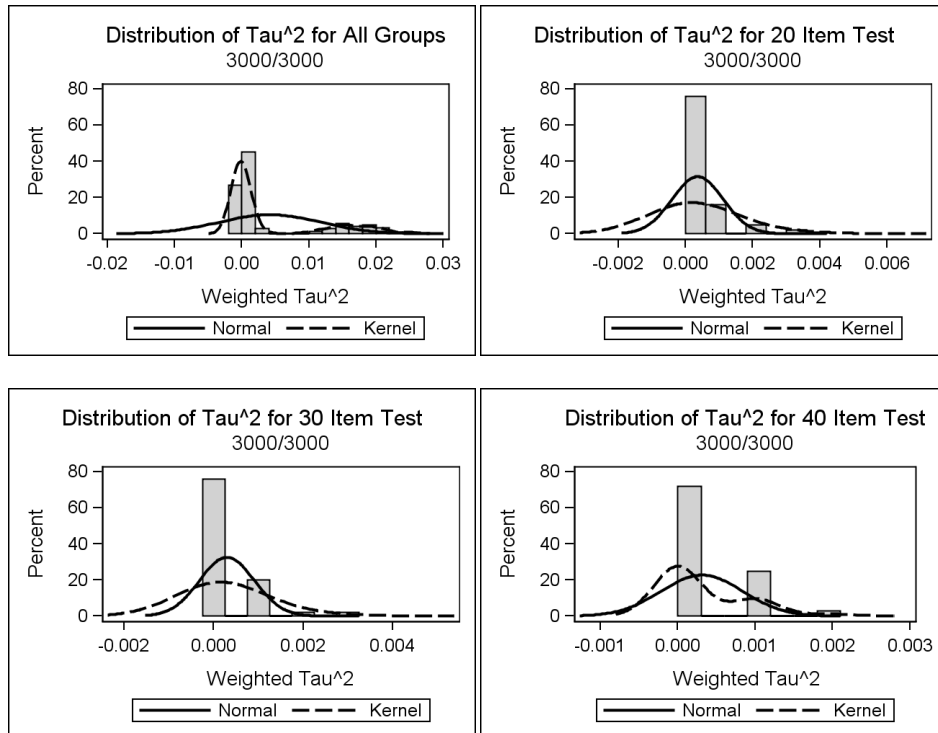 Distribution of Tau^2 for All Groups
3000/3000
80
60
40
20
0
Percent
-0.02 -0.01 0.00 0.01 0.02 0.03
Weighted Tau^2
Normal Kernel
Distribution of Tau^2 for 20 Item Test
3000/3000
80
60
40
20
0
Percent
-0.002 0.000 0.002 0.004 0.006
Weighted Tau^2
Normal Kernel
Distribution of Tau^2 for 30 Item Test
3000/3000
80
60
40
20
0
Percent
-0.002 0.000 0.002 0.004
Weighted Tau^2
Normal Kernel
Distribution of Tau^2 for 40 Item Test
3000/3000
80
60
40
20
0
Percent
-0.001 0.000 0.001 0.002 0.003
Weighted Tau^2
Normal Kernel